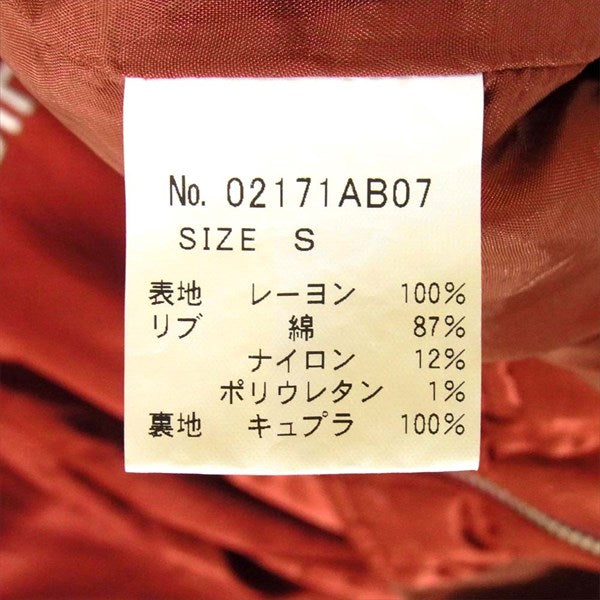 No. 02171AB07
SIZE S
表地 レーヨン 100%
リブ 綿 87%
ナイロン 12%
ポリウレタン 1%
裏地 キュプラ 100%